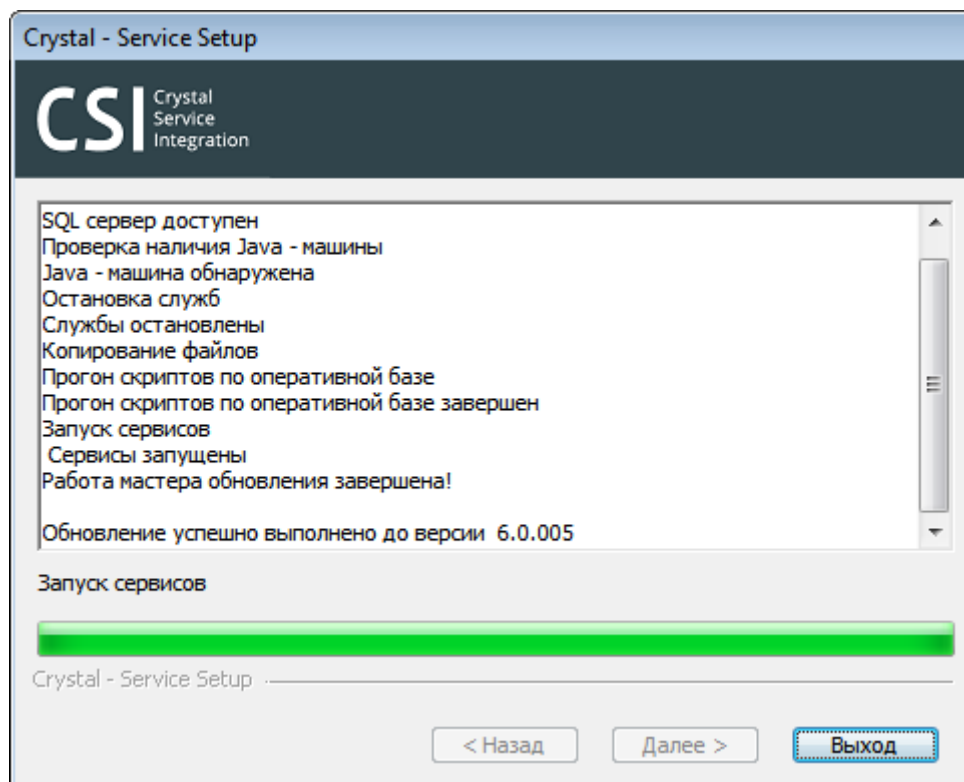 Crystal - Service Setup
CSI
Crystal
Service
Integration
SQL сервер доступен
Проверка наличия Java - машины
Java - машина обнаружена
Остановка служб
Службы остановлены
Копирование файлов
Прогон скриптов по оперативной базе
Прогон скриптов по оперативной базе завершен
Запуск сервисов
Сервисы запущены
Работа мастера обновления завершена!
Обновление успешно выполнено до версии  6.0.005
Запуск сервисов
Crystal - Service Setup
< Назад
Далее >
Выход